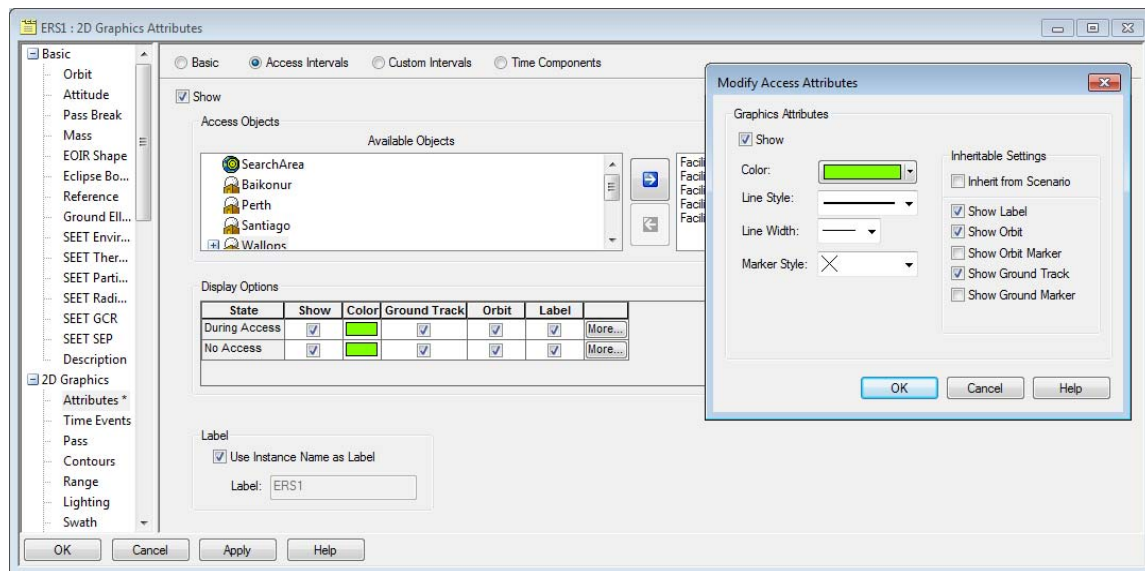 ERS1 : 2D Graphics Attributes
Basic
Orbit
Attitude
Pass Break
Mass
EOIR Shape
Eclipse Bo...
Reference
Ground Ell...
SEET Envir...
SEET Ther...
SEET Parti...
SEET Radi...
SEET GCR
SEET SEP
Description
2D Graphics
Attributes *
Time Events
Pass
Contours
Range
Lighting
Swath
Basic Access Intervals Custom Intervals Time Components
Show
Access Objects
Available Objects
SearchArea
Baikonur
Perth
Santiago
Wallops
Facili
Facili
Facili
Facili
Facili
Display Options
State Show Color Ground Track Orbit Label
During Access More...
No Access More...
Label
Use Instance Name as Label
Label: ERS1
OK Cancel Apply Help
Modify Access Attributes
Graphics Attributes
Show
Color:
Line Style:
Line Width:
Marker Style:
Inheritable Settings
Inherit from Scenario
Show Label
Show Orbit
Show Orbit Marker
Show Ground Track
Show Ground Marker
OK Cancel Help